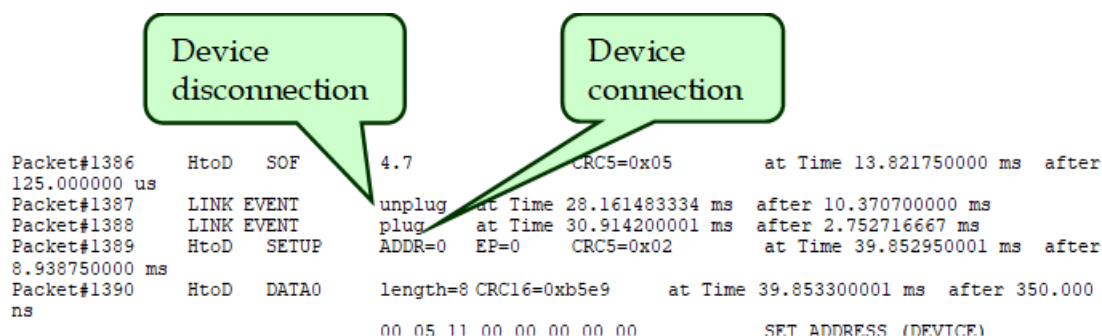 Device
disconnection
Device
connection
Packet#1386 HtoD SOF 4.7 CRC5=0x05 at Time 13.821750000 ms after
125.000000 us
Packet#1387 LINK EVENT unplug at Time 28.161483334 ms after 10.370700000 ms
Packet#1388 LINK EVENT plug at Time 30.914200001 ms after 2.752716667 ms
Packet#1389 HtoD SETUP ADDR=0 EP=0 CRC5=0x02 at Time 39.852950001 ms after
8.938750000 ms
Packet#1390 HtoD DATA0 length=8 CRC16=0xb5e9 at Time 39.853300001 ms after 350.000
ns
00 05 11 00 00 00 00 00 SET ADDRESS (DEVICE)